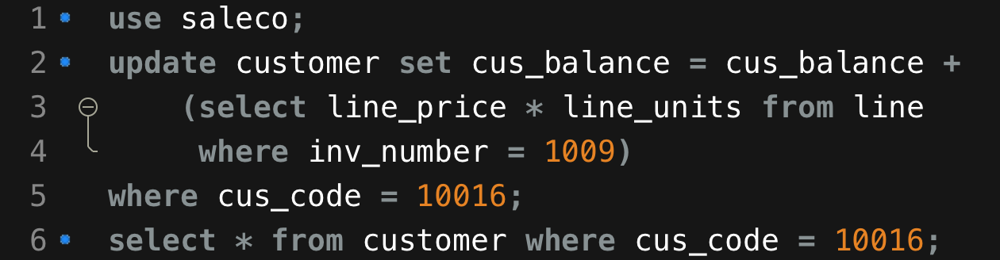 1 use saleco;
2 update customer set cus_balance = cus_balance +
3 (select line_price * line_units from line
4 where inv_number = 1009)
5 where cus_code = 10016;
6 select * from customer where cus_code = 10016;